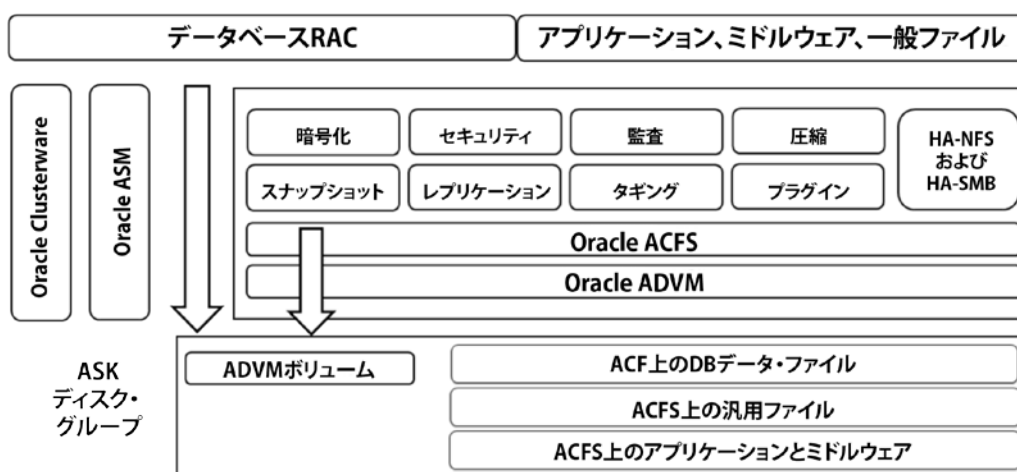 データベースRAC
アプリケーション、ミドルウェア、一般ファイル
Oracle Clusterware
Oracle ASM
暗号化
セキュリティ
監査
圧縮
HA-NFS
および
HA-SMB
スナップショット
レプリケーション
タギング
プラグイン
Oracle ACFS
Oracle ADVM
ASK
ディスク・
グループ
ADVMボリューム
ACF上のDBデータ・ファイル
ACFS上の汎用ファイル
ACFS上のアプリケーションとミドルウェア